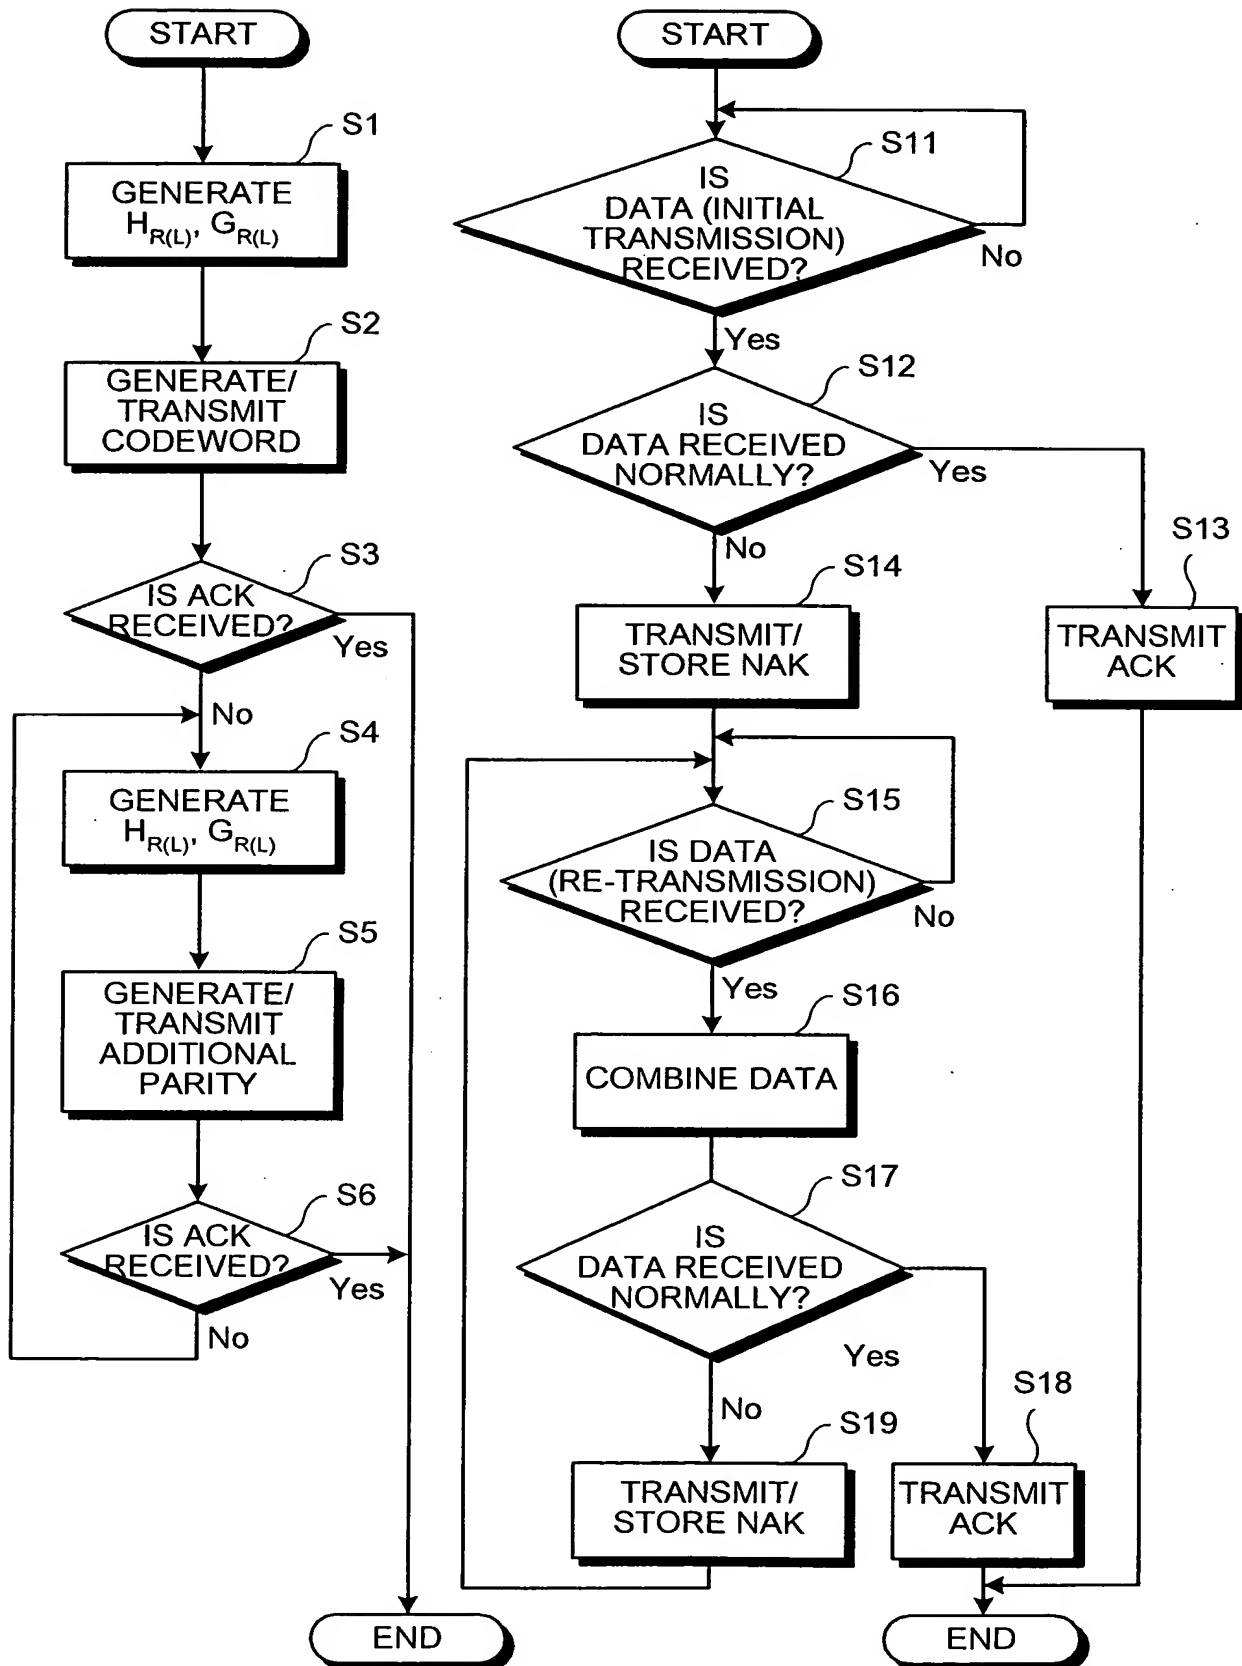 START
S1
GENERATE
H_R(L), G_R(L)
S2
GENERATE/
TRANSMIT
CODEWORD
S3
IS ACK
RECEIVED?
Yes
No
S4
GENERATE
H_R(L), G_R(L)
S5
GENERATE/
TRANSMIT
ADDITIONAL
PARITY
S6
IS ACK
RECEIVED?
Yes
No
END
START
S11
IS
DATA (INITIAL
TRANSMISSION)
RECEIVED?
No
Yes
S12
IS
DATA RECEIVED
NORMALLY?
Yes
No
S13
TRANSMIT
ACK
S14
TRANSMIT/
STORE NAK
S15
IS DATA
(RE-TRANSMISSION)
RECEIVED?
No
Yes
S16
COMBINE DATA
S17
IS
DATA RECEIVED
NORMALLY?
Yes
No
S18
TRANSMIT
ACK
S19
TRANSMIT/
STORE NAK
END